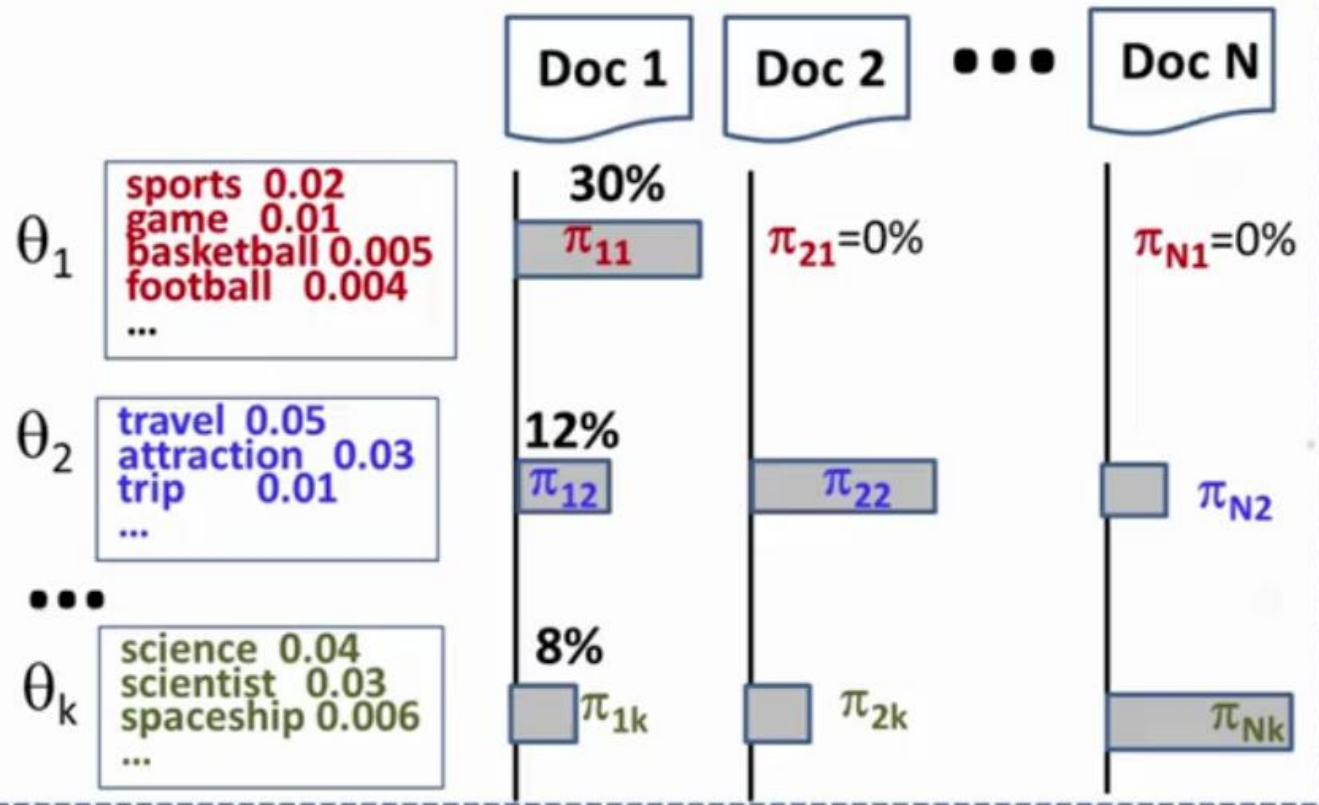 Doc 1
Doc 2
•••
Doc N
θ1
sports 0.02
game 0.01
basketball 0.005
football 0.004
...
30%
π11
π21=0%
πN1=0%
θ2
travel 0.05
attraction 0.03
trip 0.01
...
12%
π12
π22
πN2
•••
θk
science 0.04
scientist 0.03
spaceship 0.006
...
8%
π1k
π2k
πNk